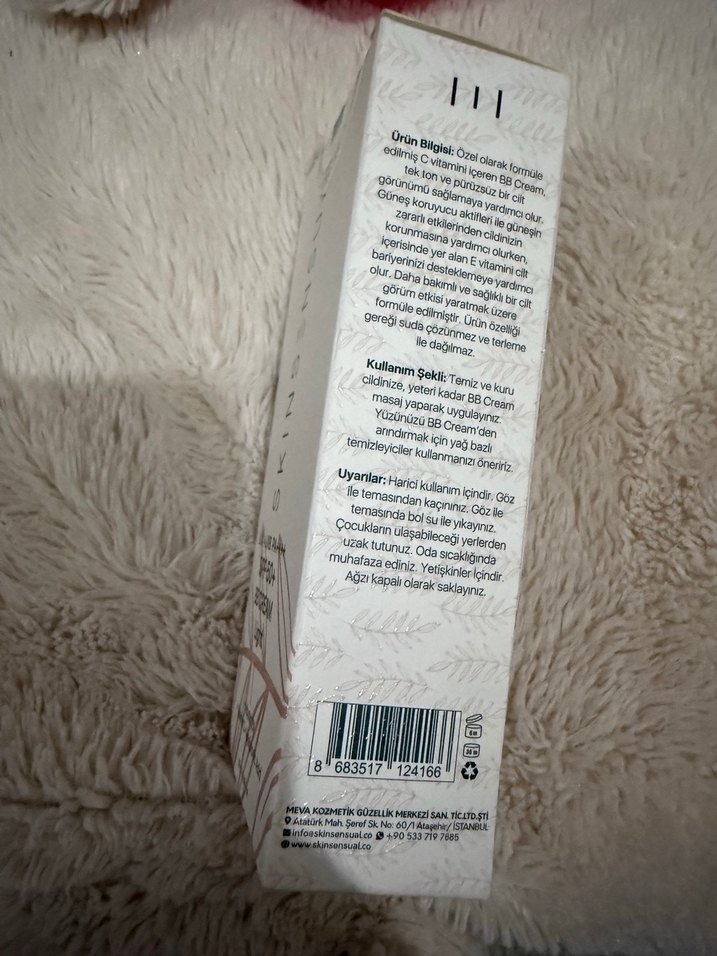 Ürün Bilgisi: Özel olarak formüle
edilmiş C vitamini içeren BB Cream,
tek ton ve pürüzsüz bir cilt
görünümü sağlamaya yardımcı olur.
Güneş koruyucu aktifleri ile güneşin
zararlı etkilerinden cildinizin
korunmasına yardımcı olurken,
içerisinde yer alan E vitamini cilt
bariyerinizi desteklemeye yardımcı
olur. Daha bakımlı ve sağlıklı bir cilt
görüm etkisi yaratmak üzere
formüle edilmiştir. Ürün özelliği
gereği suda çözünmez ve terleme
ile dağılmaz.
Kullanım Şekli: Temiz ve kuru
cildinize, yeteri kadar BB Cream
masaj yaparak uygulayınız.
Yüzünüzü BB Cream'den
arındırmak için yağ bazlı
temizleyiciler kullanmanızı öneririz.
Uyarılar: Harici kullanım içindir. Göz
ile temasından kaçınınız. Göz ile
temasında bol su ile yıkayınız.
Çocukların ulaşabileceği yerlerden
uzak tutunuz. Oda sıcaklığında
muhafaza ediniz. Yetişkinler İçindir.
Ağzı kapalı olarak saklayınız.
8 683517 124166
6 M
36 M
MEVA KOZMETİK GÜZELLİK MERKEZİ SAN. TİC.LTD.ŞTİ
Atatürk Mah. Şeref Sk. No: 60/1 Ataşehir/ İSTANBUL
info@skinsensual.co +90 533 719 7885
www.skinsensual.co
SPF50+
Light